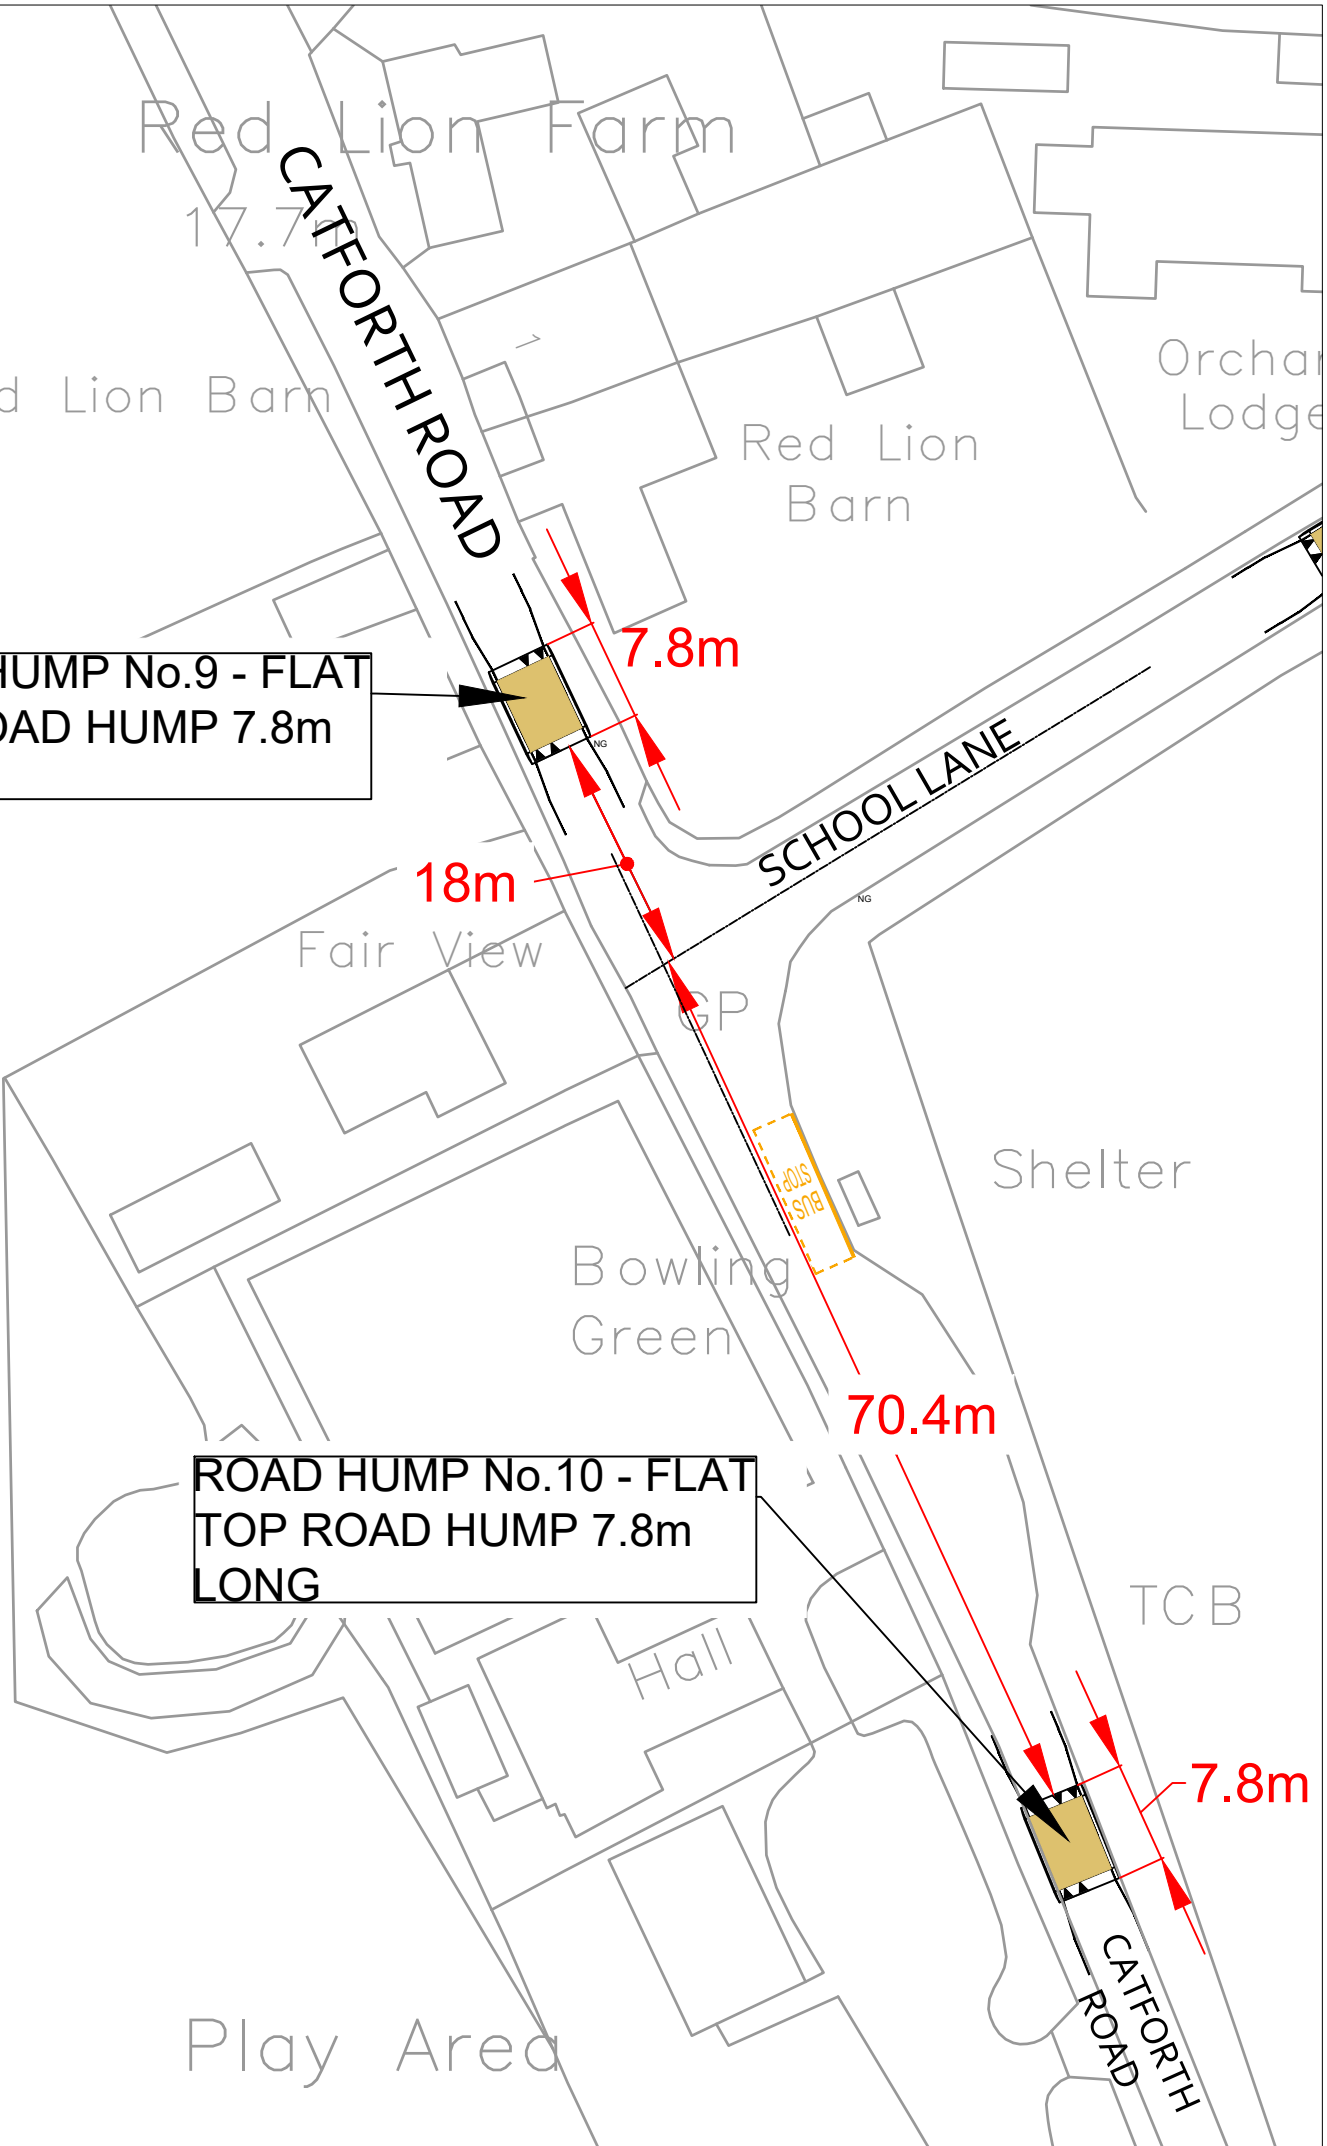 Red Lion Farm
17.7m
CATFORTH ROAD
1
Lion Barn
Red Lion
Barn
Lodge
7.8m
HUMP No.9 - FLAT
HUMP 7.8m
NG
SCHOOL LANE
18m
NG
Fair View
GP
BUS
STOP
Shelter
Bowling
Green
70.4m
ROAD HUMP No.10 - FLAT
TOP ROAD HUMP 7.8m
LONG
TCB
Hall
7.8m
CATFORTH
ROAD
Play Area